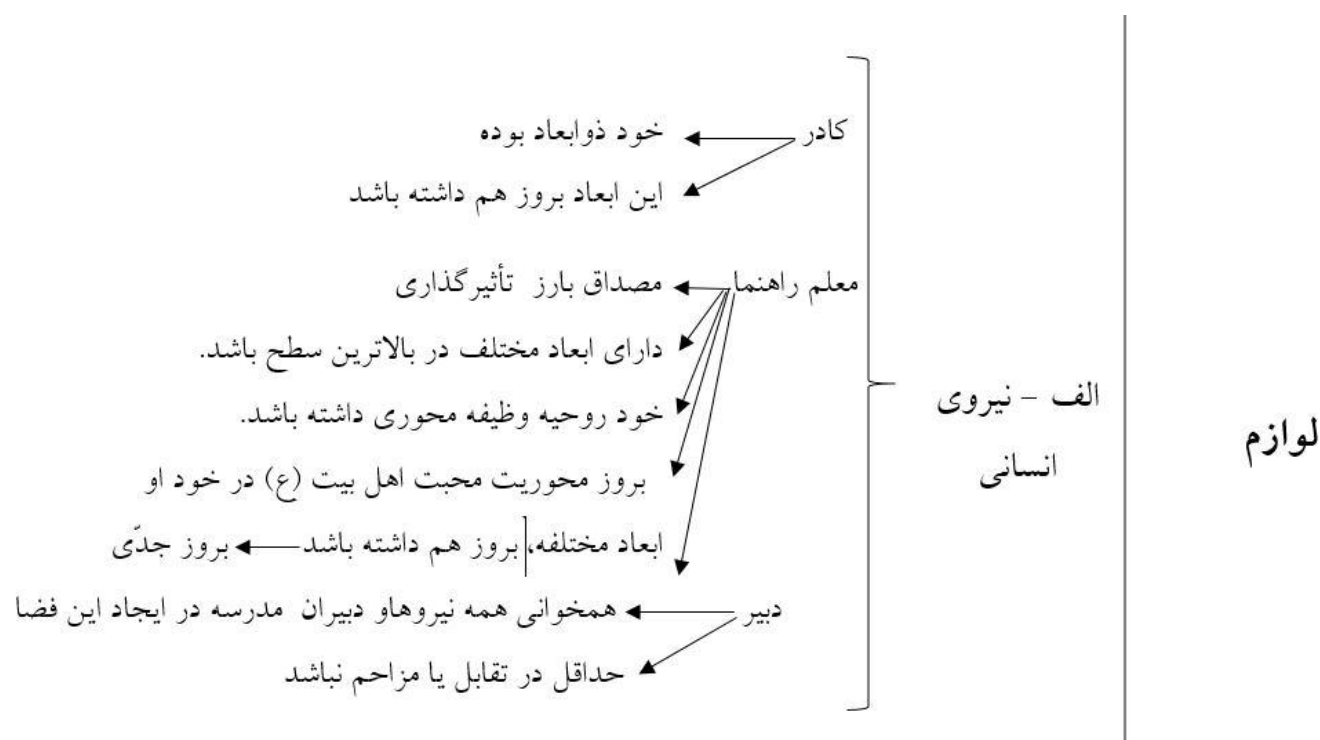 لوازم
الف - نیروی
انسانی
کادر
خود ذوابعاد بوده
این ابعاد بروز هم داشته باشد
معلم راهنما
مصداق بارز تأثیرگذاری
دارای ابعاد مختلف در بالاترین سطح باشد.
خود روحیه وظیفه محوری داشته باشد.
بروز محوریت محبت اهل بیت (ع) در خود او
ابعاد مختلفه، بروز هم داشته باشد بروز جدّی
دبیر
همخوانی همه نیروهاو دبیران مدرسه در ایجاد این فضا
حداقل در تقابل یا مزاحم نباشد